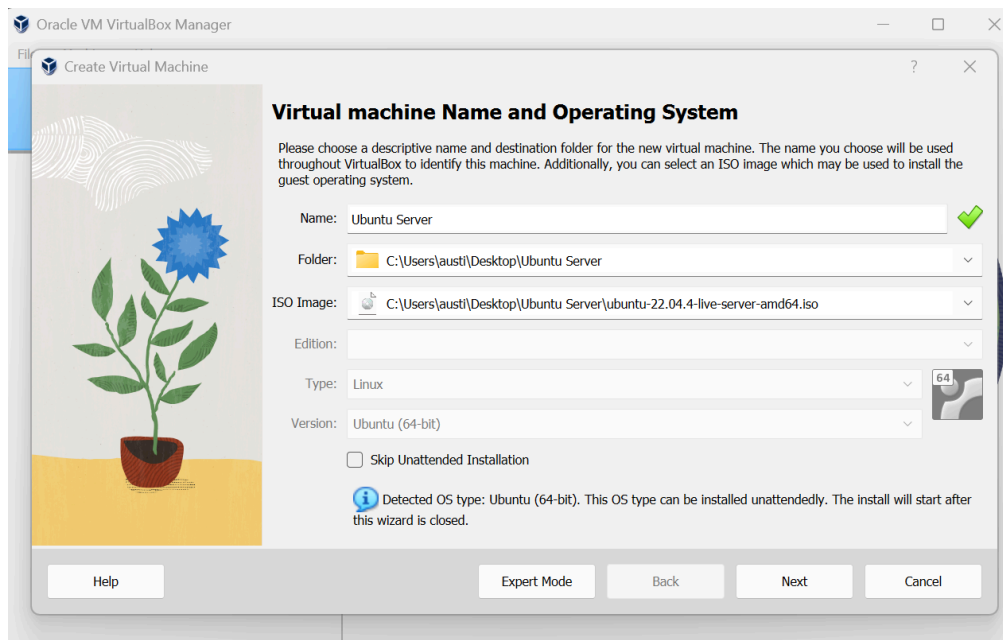 Oracle VM VirtualBox Manager
Create Virtual Machine
?
Virtual machine Name and Operating System
Please choose a descriptive name and destination folder for the new virtual machine. The name you choose will be used
throughout VirtualBox to identify this machine. Additionally, you can select an ISO image which may be used to install the
guest operating system.
Name: Ubuntu Server
Folder: C:\Users\austi\Desktop\Ubuntu Server
ISO Image: C:\Users\austi\Desktop\Ubuntu Server\ubuntu-22.04.4-live-server-amd64.iso
Edition:
Type: Linux
64
Version: Ubuntu (64-bit)
Skip Unattended Installation
Detected OS type: Ubuntu (64-bit). This OS type can be installed unattendedly. The install will start after
this wizard is closed.
Help Expert Mode Back Next Cancel